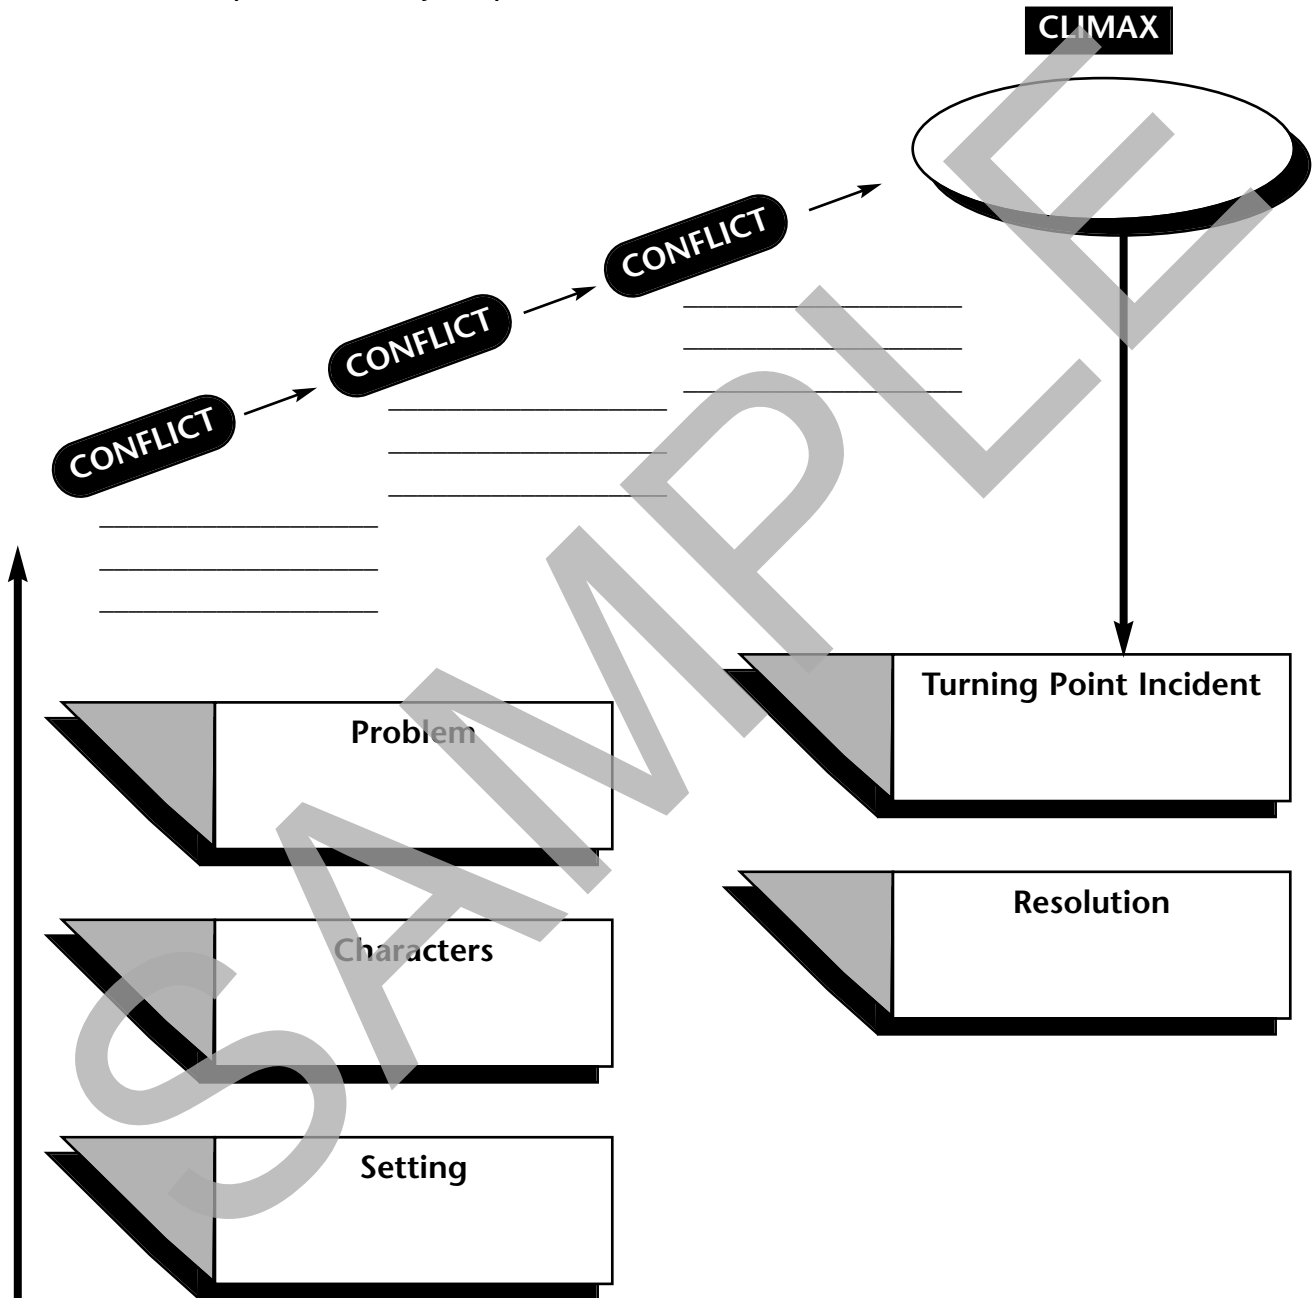 CLIMAX
CONFLICT
CONFLICT
CONFLICT
Turning Point Incident
Problem
Resolution
Characters
Setting
SAMPLE